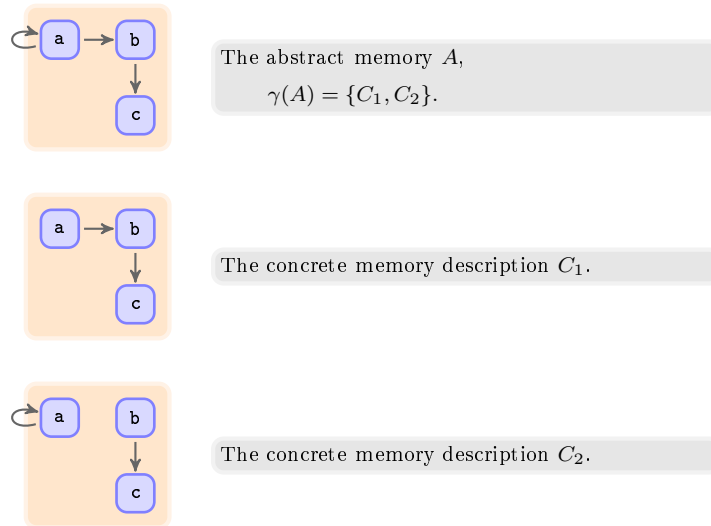 a b
c
The abstract memory A,
γ(A) = {C₁, C₂}.
a b
c
The concrete memory description C₁.
a b
c
The concrete memory description C₂.